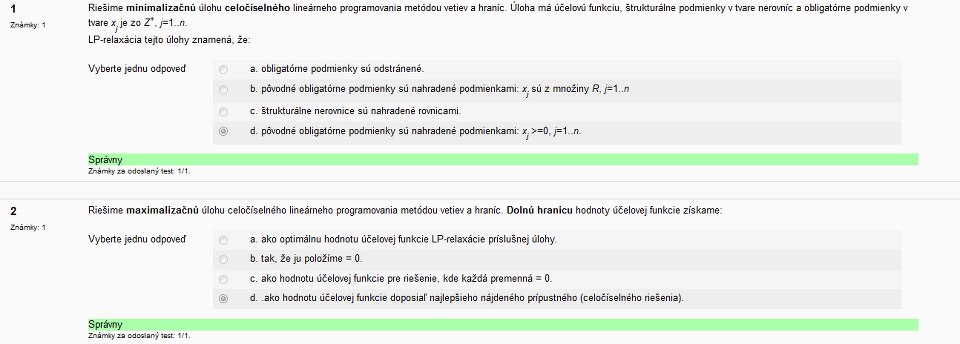 1
Známky: 1
Riešime minimalizačnú úlohu celočíselného lineárneho programovania metódou vetiev a hraníc. Úloha má účelovú funkciu, štrukturálne podmienky v tvare nerovníc a obligatórne podmienky v
tvare xj je zo Z+, j=1..n.
LP-relaxácia tejto úlohy znamená, že:
Vyberte jednu odpoveď
a. obligatórne podmienky sú odstránené.
b. pôvodné obligatórne podmienky sú nahradené podmienkami: xj sú z množiny R, j=1..n
c. štrukturálne nerovnice sú nahradené rovnicami.
d. pôvodné obligatórne podmienky sú nahradené podmienkami: xj >=0, j=1..n.
Správny
Známky za odoslaný test: 1/1.
2
Známky: 1
Riešime maximalizačnú úlohu celočíselného lineárneho programovania metódou vetiev a hraníc. Dolnú hranicu hodnoty účelovej funkcie získame:
Vyberte jednu odpoveď
a. ako optimálnu hodnotu účelovej funkcie LP-relaxácie príslušnej úlohy.
b. tak, že ju položíme = 0.
c. ako hodnotu účelovej funkcie pre riešenie, kde každá premenná = 0.
d. .ako hodnotu účelovej funkcie doposiaľ najlepšieho nájdeného prípustného (celočíselného riešenia).
Správny
Známky za odoslaný test: 1/1.